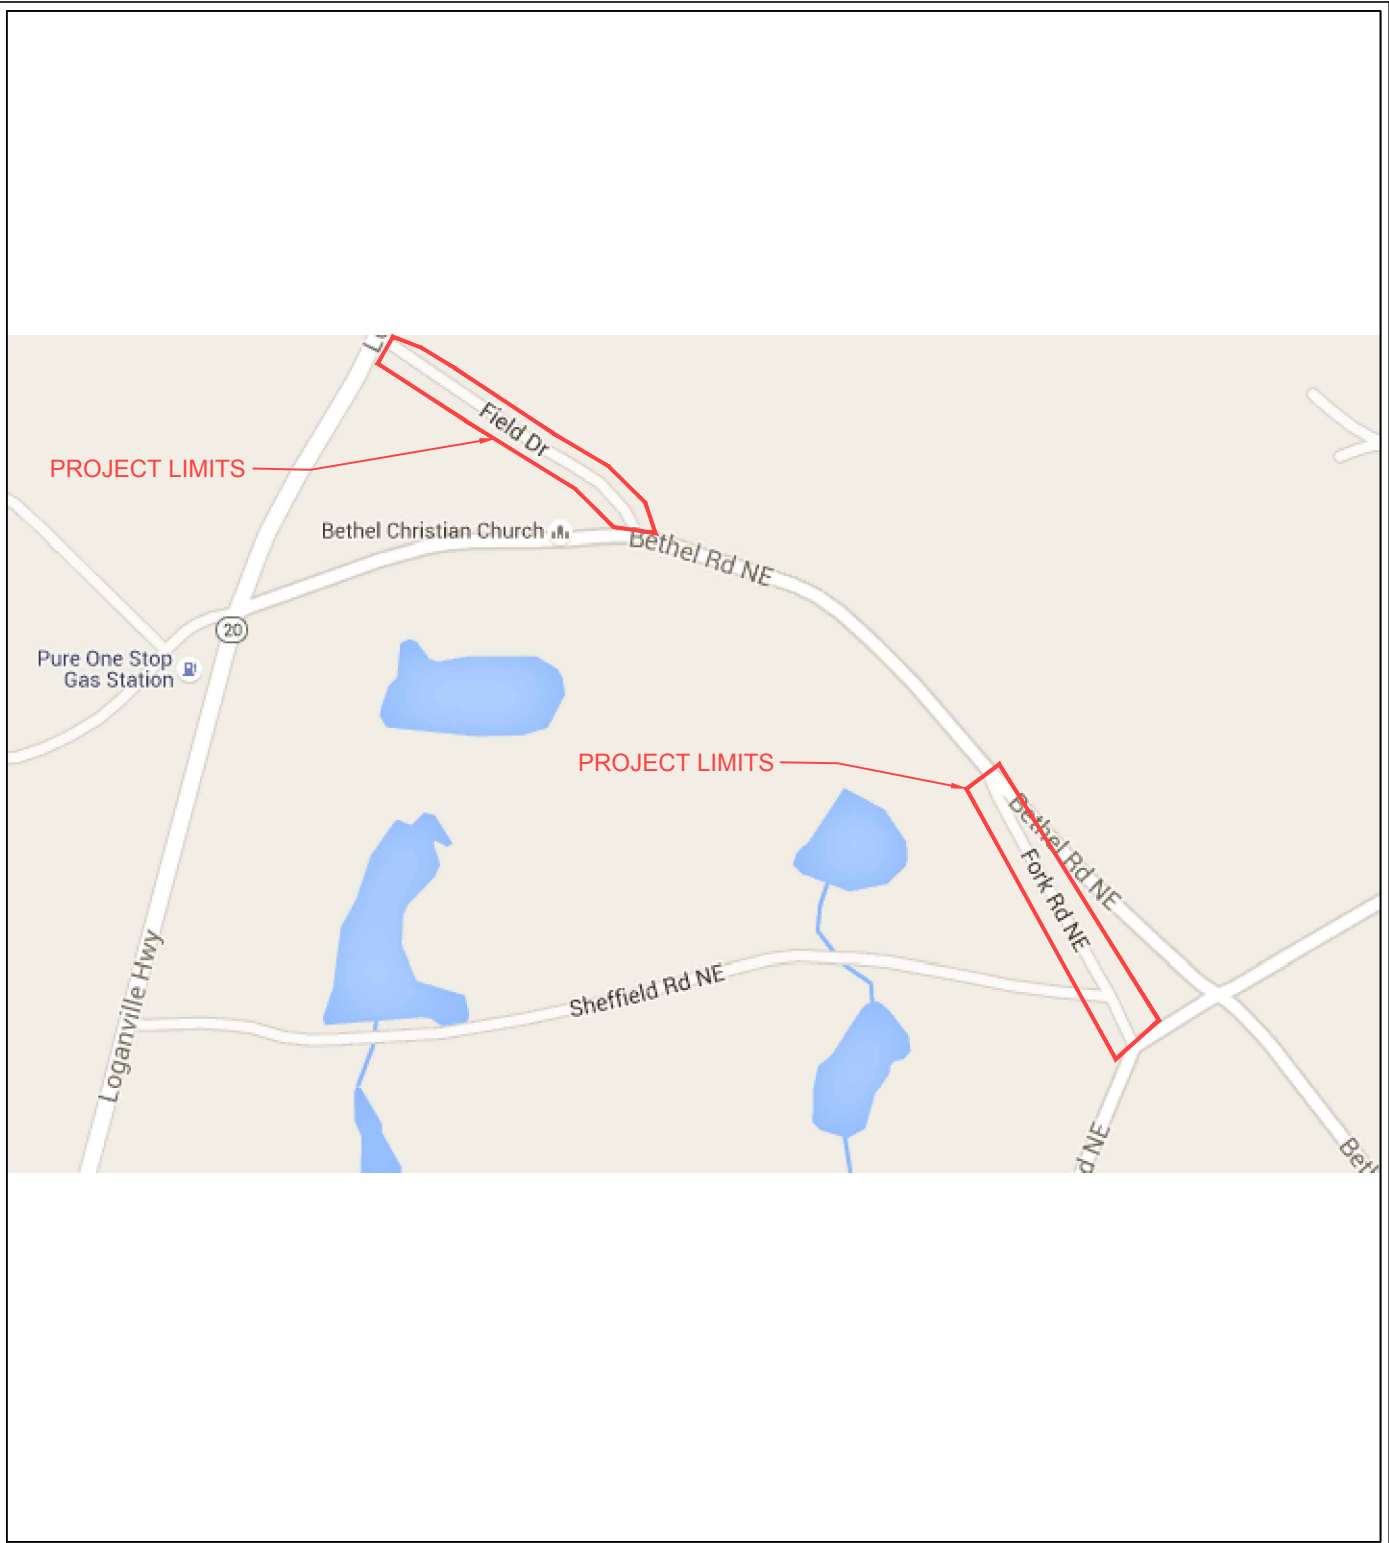 Field Dr
PROJECT LIMITS
Bethel Christian Church
Bethel Rd NE
20
Pure One Stop
Gas Station
PROJECT LIMITS
Bethel Rd NE
Fork Rd NE
Sheffield Rd NE
Loganville Hwy
NE